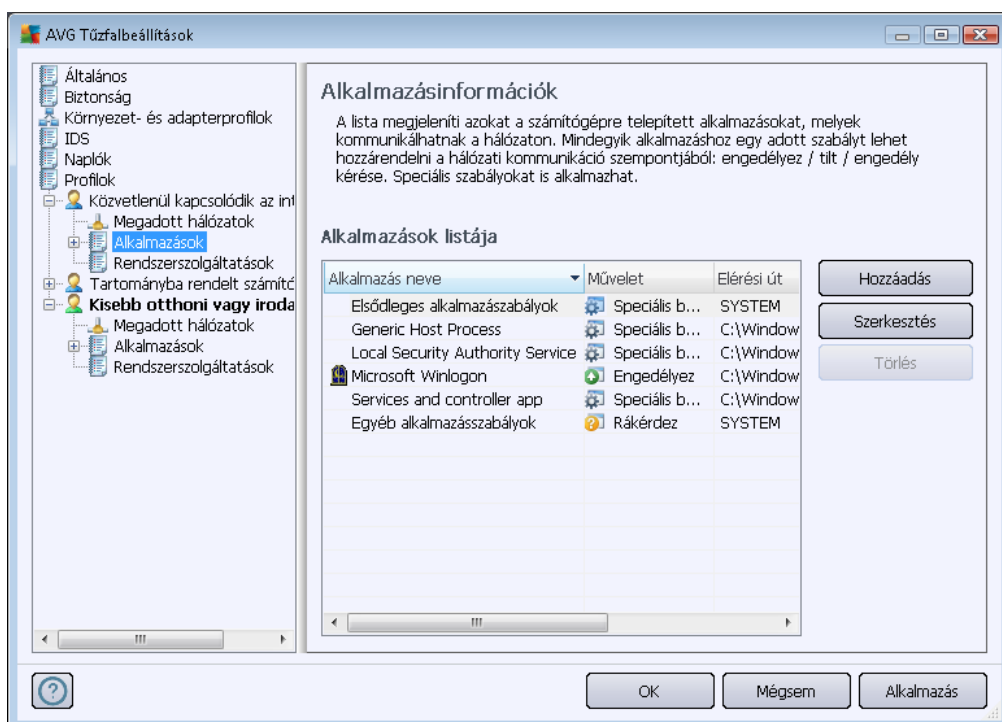 AVG Tűzfalbeállítások
Általános
Biztonság
Környezet- és adapterprofilok
IDS
Naplók
Profilok
Közvetlenül kapcsolódik az int
Megadott hálózatok
Alkalmazások
Rendszerszolgáltatások
Tartományba rendelt számító
Kisebb otthoni vagy iroda
Megadott hálózatok
Alkalmazások
Rendszerszolgáltatások
Alkalmazásinformációk
A lista megjeleníti azokat a számítógépre telepített alkalmazásokat, melyek
kommunikálhatnak a hálózaton. Mindegyik alkalmazáshoz egy adott szabályt lehet
hozzárendelni a hálózati kommunikáció szempontjából: engedélyez / tilt / engedély
kérése. Speciális szabályokat is alkalmazhat.
Alkalmazások listája
Alkalmazás neve Művelet Elérési út
Elsődleges alkalmazászabályok Speciális b... SYSTEM
Generic Host Process Speciális b... C:\Window
Local Security Authority Service Speciális b... C:\Window
Microsoft Winlogon Engedélyez C:\Window
Services and controller app Speciális b... C:\Window
Egyéb alkalmazásszabályok Rákérdez SYSTEM
Hozzáadás
Szerkesztés
Törlés
OK Mégsem Alkalmazás